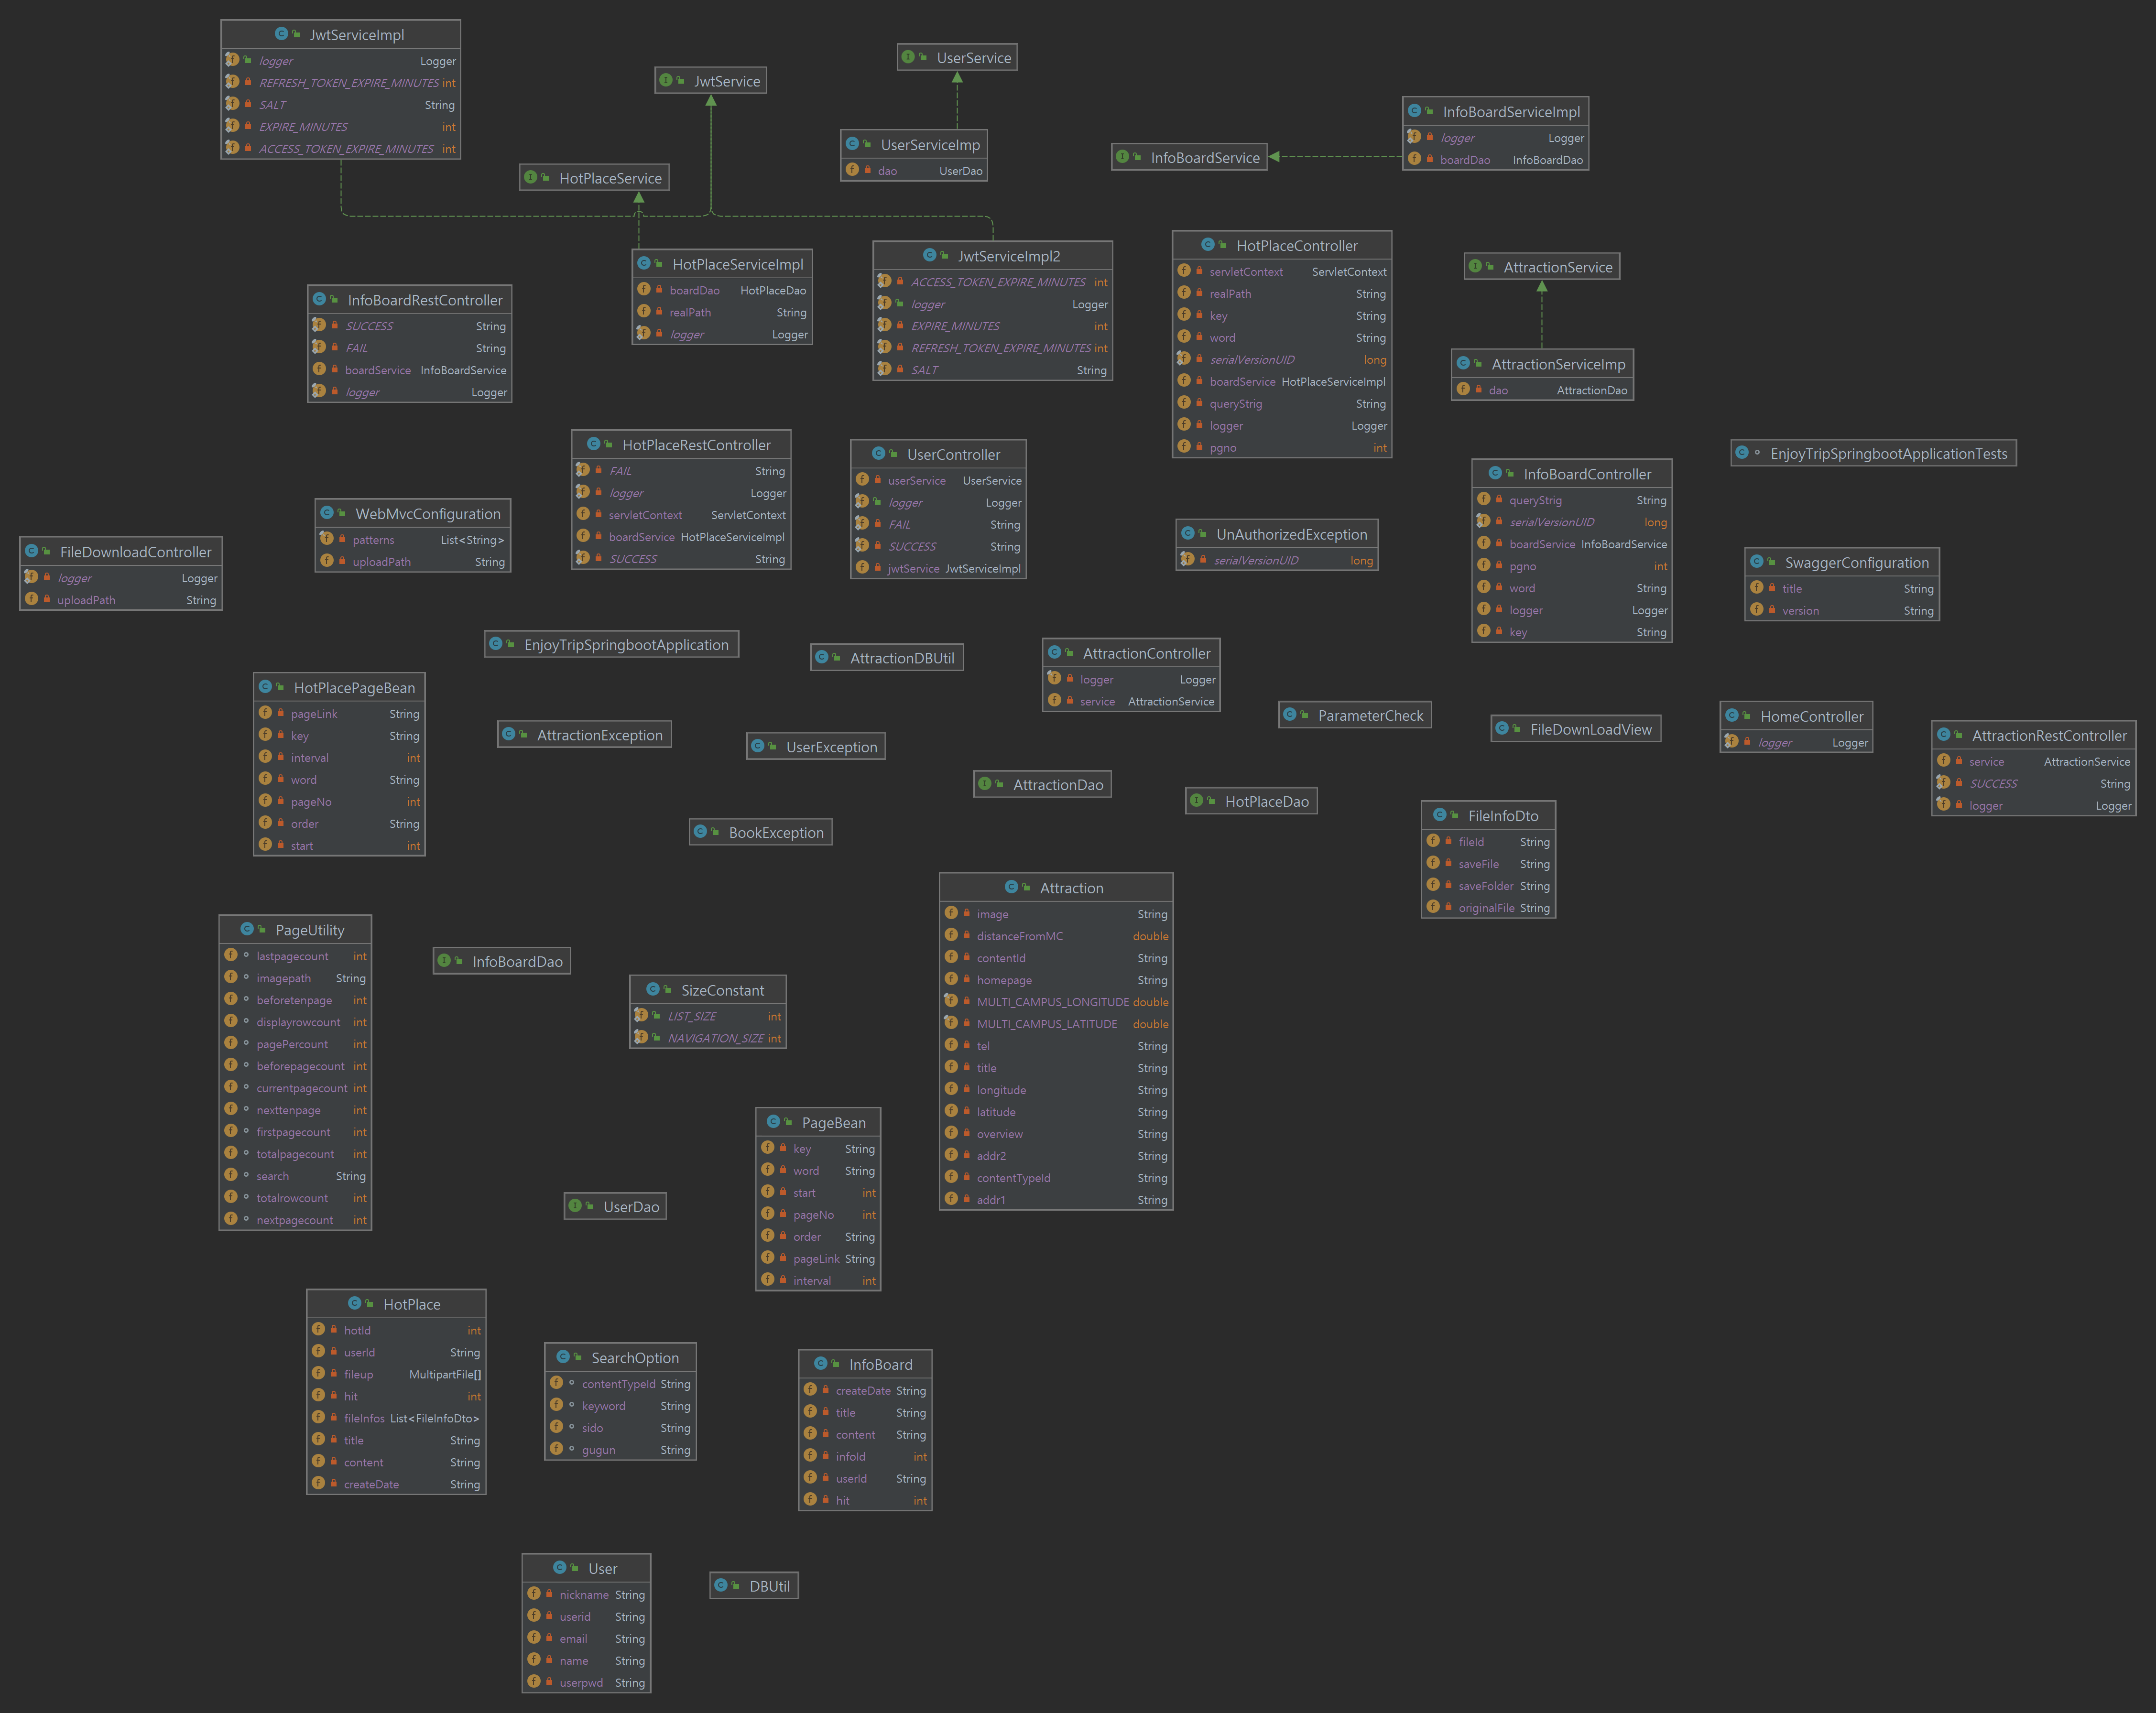 JwtServiceImpl
logger Logger
REFRESH_TOKEN_EXPIRE_MINUTES int
SALT String
EXPIRE_MINUTES int
ACCESS_TOKEN_EXPIRE_MINUTES int
JwtService
UserService
UserServiceImp
dao UserDao
InfoBoardService
InfoBoardServiceImpl
logger Logger
boardDao InfoBoardDao
HotPlaceService
HotPlaceServiceImpl
boardDao HotPlaceDao
realPath String
logger Logger
JwtServiceImpl2
ACCESS_TOKEN_EXPIRE_MINUTES int
logger Logger
EXPIRE_MINUTES int
REFRESH_TOKEN_EXPIRE_MINUTES int
SALT String
HotPlaceController
servletContext ServletContext
realPath String
key String
word String
serialVersionUID long
boardService HotPlaceServiceImpl
queryStrig String
logger Logger
pgno int
AttractionService
AttractionServiceImp
dao AttractionDao
InfoBoardRestController
SUCCESS String
FAIL String
boardService InfoBoardService
logger Logger
HotPlaceRestController
FAIL String
logger Logger
servletContext ServletContext
boardService HotPlaceServiceImpl
SUCCESS String
UserController
userService UserService
logger Logger
FAIL String
SUCCESS String
jwtService JwtServiceImpl
EnjoyTripSpringbootApplicationTests
InfoBoardController
queryStrig String
serialVersionUID long
boardService InfoBoardService
pgno int
word String
logger Logger
key String
WebMvcConfiguration
patterns List<String>
uploadPath String
FileDownloadController
logger Logger
uploadPath String
UnAuthorizedException
serialVersionUID long
SwaggerConfiguration
title String
version String
EnjoyTripSpringbootApplication
AttractionDBUtil
AttractionController
logger Logger
service AttractionService
HotPlacePageBean
pageLink String
key String
interval int
word String
pageNo int
order String
start int
AttractionException
UserException
ParameterCheck
FileDownLoadView
HomeController
logger Logger
AttractionRestController
service AttractionService
SUCCESS String
logger Logger
AttractionDao
HotPlaceDao
BookException
FileInfoDto
fileId String
saveFile String
saveFolder String
originalFile String
Attraction
image String
distanceFromMC double
contentId String
homepage String
MULTI_CAMPUS_LONGITUDE double
MULTI_CAMPUS_LATITUDE double
tel String
title String
longitude String
latitude String
overview String
addr2 String
contentTypeId String
addr1 String
PageUtility
lastpagecount int
imagepath String
beforetenpage int
displayrowcount int
pagePercount int
beforepagecount int
currentpagecount int
nexttenpage int
firstpagecount int
totalpagecount int
search String
totalrowcount int
nextpagecount int
InfoBoardDao
SizeConstant
LIST_SIZE int
NAVIGATION_SIZE int
PageBean
key String
word String
start int
pageNo int
order String
pageLink String
interval int
UserDao
HotPlace
hotId int
userId String
fileup MultipartFile[]
hit int
fileInfos List<FileInfoDto>
title String
content String
createDate String
SearchOption
contentTypeId String
keyword String
sido String
gugun String
InfoBoard
createDate String
title String
content String
infoId int
userId String
hit int
User
nickname String
userid String
email String
name String
userpwd String
DBUtil